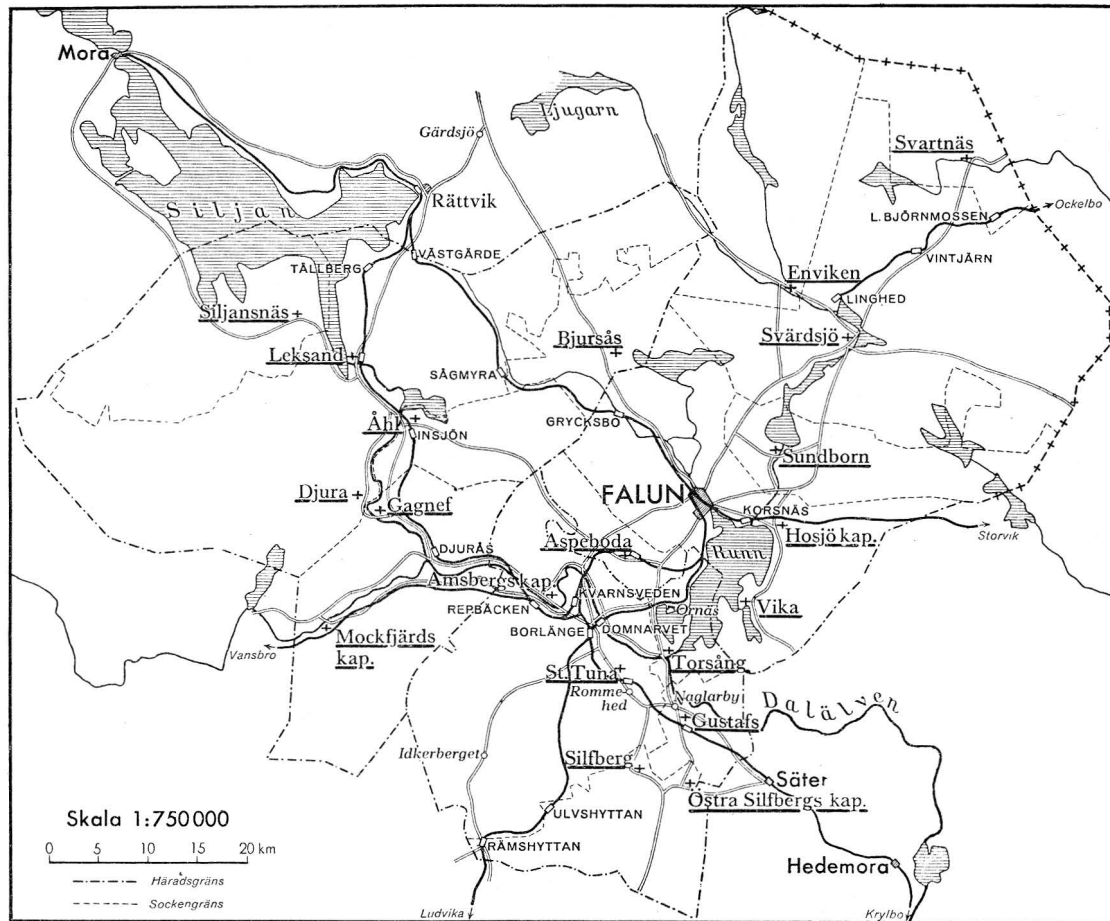 Mora
Ljugarn
Gärdsjö
Svartnäs
Siljan
Rättvik
L.BJÖRNMOSSEN
Ockelbo
VÄSTGÄRDE
VINTJÄRN
TÄLLBERG
Enviken
LINGHED
Siljansnäs
Svärdsjö
Leksand
Bjursås
SÅGMYRA
GRYCKSBO
Åhl
INSJÖN
Sundborn
Djura
Gagnef
FALUN
KORSNÄS
Hosjö kap.
Storvik
DJURÅS
Aspeboda
Runn
Amsbergs kap.
KVARNSVEDEN
REPBÄCKEN
Ornäs
Vika
BORLÄNGE
DOMNARVET
Mockfjärds
kap.
Vansbro
Torsång
St. Tuna
Romme-
hed
Naglarby
Dalälven
Gustafs
Idkerberget
Silfberg
Säter
Östra Silfbergs kap.
Skala 1:750000
ULVSHYTTAN
RÄMSHYTTAN
0 5 10 15 20 km
Hedemora
Häradsgräns
Sockengräns
Ludvika
Krylbo